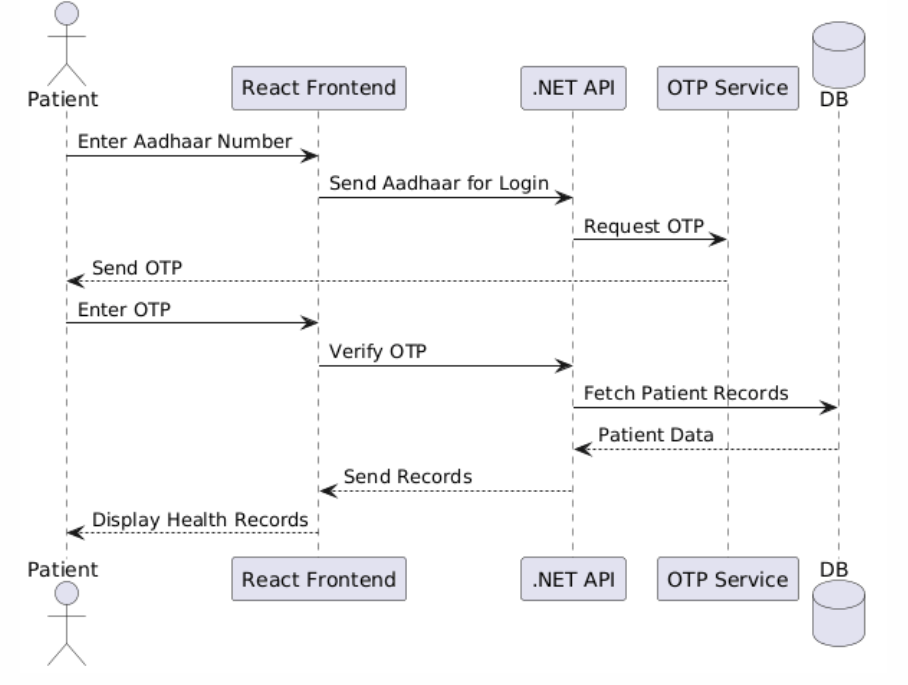 Patient
React Frontend
.NET API
OTP Service
DB
Enter Aadhaar Number
Send Aadhaar for Login
Request OTP
Send OTP
Enter OTP
Verify OTP
Fetch Patient Records
Patient Data
Send Records
Display Health Records
Patient
React Frontend
.NET API
OTP Service
DB